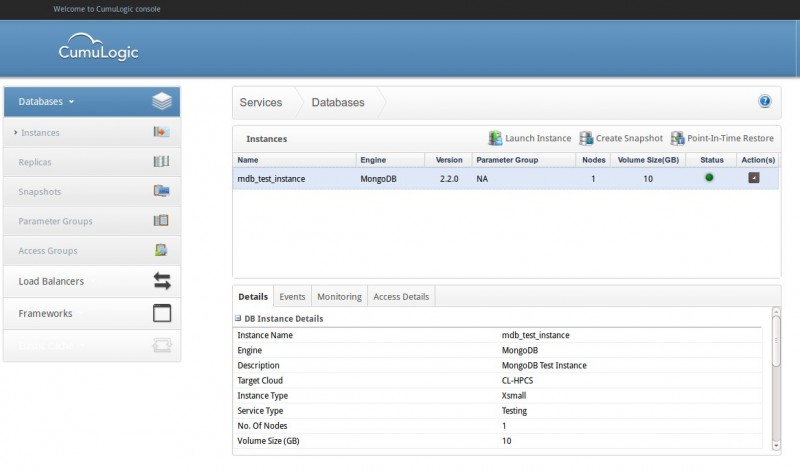 Welcome to CumuLogic console
CumuLogic
Databases
Instances
Replicas
Snapshots
Parameter Groups
Access Groups
Load Balancers
Frameworks
Services Databases
Instances Launch Instance Create Snapshot Point-In-Time Restore
Name Engine Version Parameter Group Nodes Volume Size(GB) Status Action(s)
mdb_test_instance MongoDB 2.2.0 NA 1 10
Details Events Monitoring Access Details
DB Instance Details
Instance Name mdb_test_instance
Engine MongoDB
Description MongoDB Test Instance
Target Cloud CL-HPCS
Instance Type Xsmall
Service Type Testing
No. Of Nodes 1
Volume Size (GB) 10